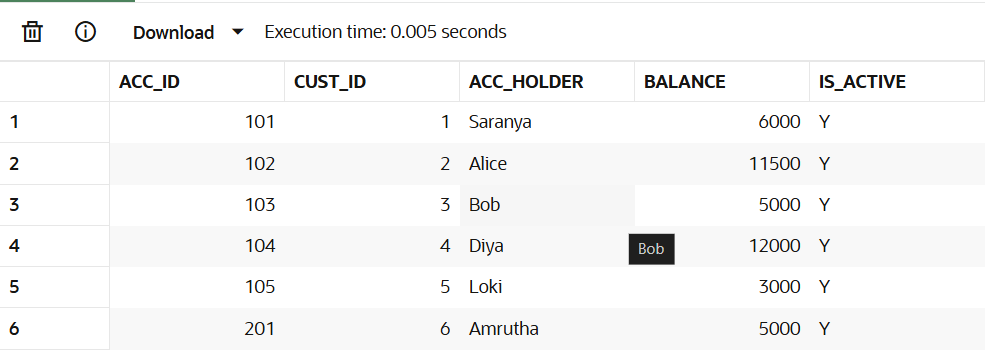 Download Execution time: 0.005 seconds
ACC_ID CUST_ID ACC_HOLDER BALANCE IS_ACTIVE
1 101 1 Saranya 6000 Y
2 102 2 Alice 11500 Y
3 103 3 Bob 5000 Y
4 104 4 Diya 12000 Y
Bob
5 105 5 Loki 3000 Y
6 201 6 Amrutha 5000 Y